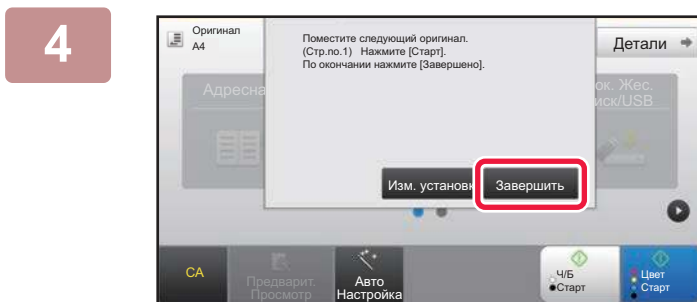 4
Оригинал
A4
Поместите следующий оригинал.
(Стр.no.1) Нажмите [Старт].
По окончании нажмите [Завершено].
Детали
Адресна
ок. Жес.
иск/USB
Изм. установк
Завершить
CA
Предварит.
Просмотр
Авто
Настройка
Ч/Б
Старт
Цвет
Старт